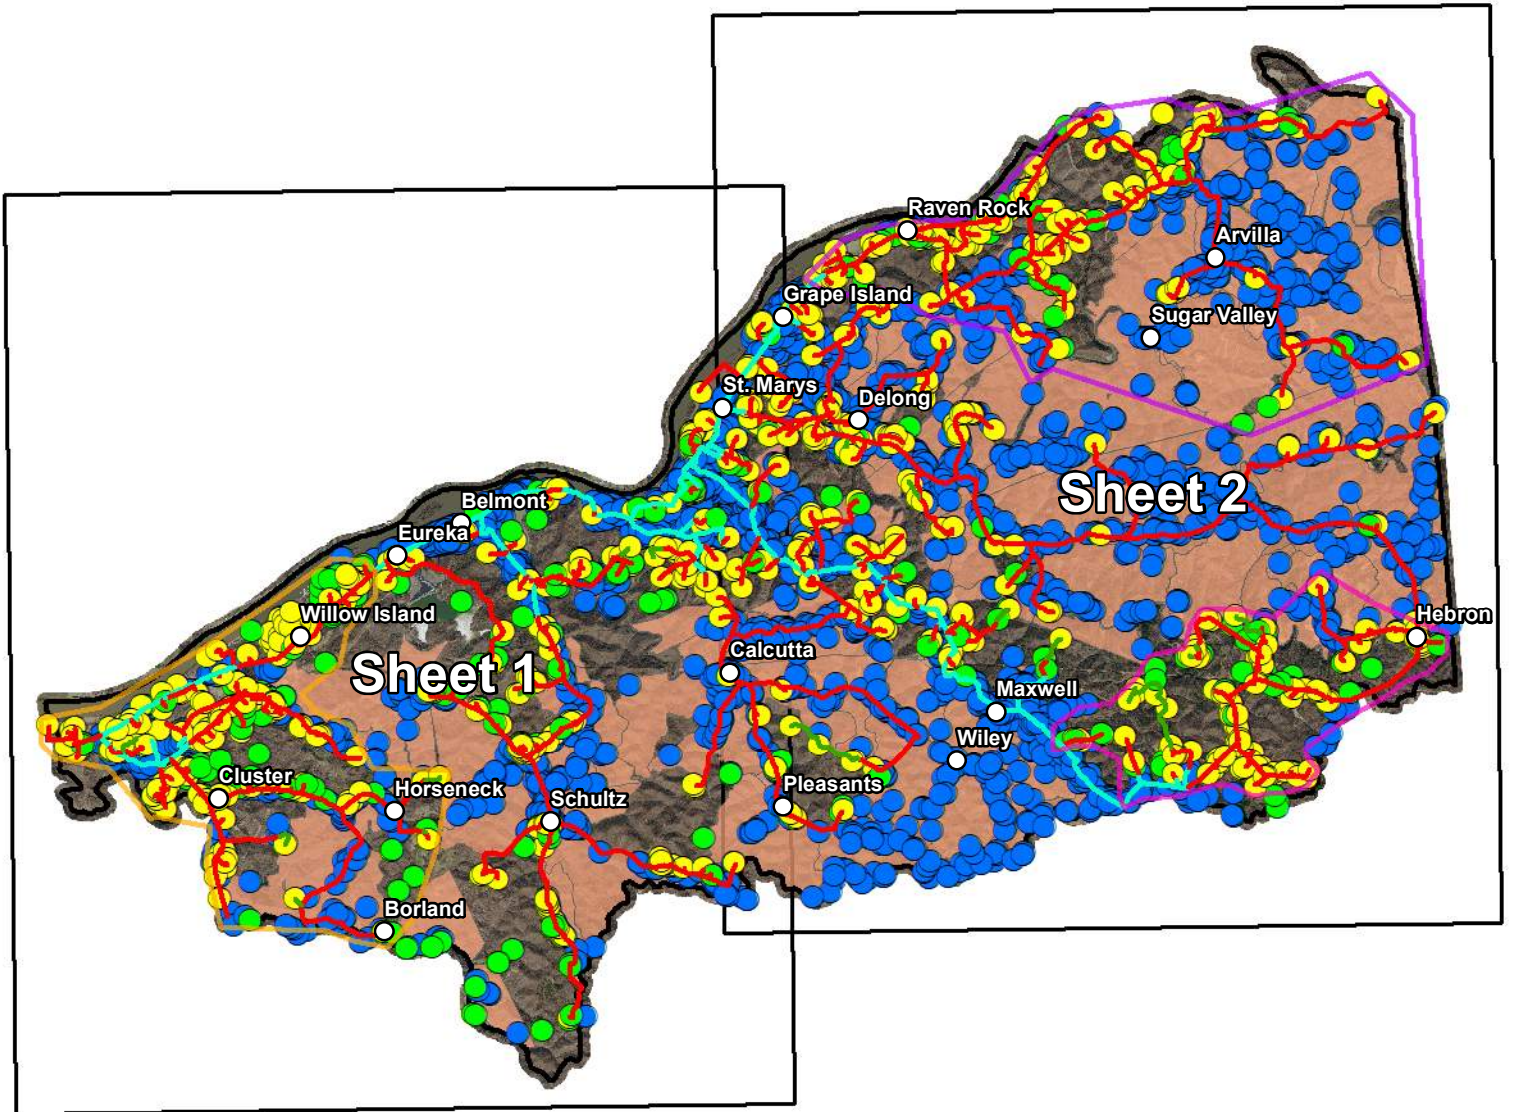 Raven Rock
Arvilla
Grape Island
Sugar Valley
St. Marys
Delong
Belmont
Sheet 2
Eureka
Willow Island
Hebron
Sheet 1
Calcutta
Maxwell
Wiley
Cluster
Horseneck
Pleasants
Schultz
Borland